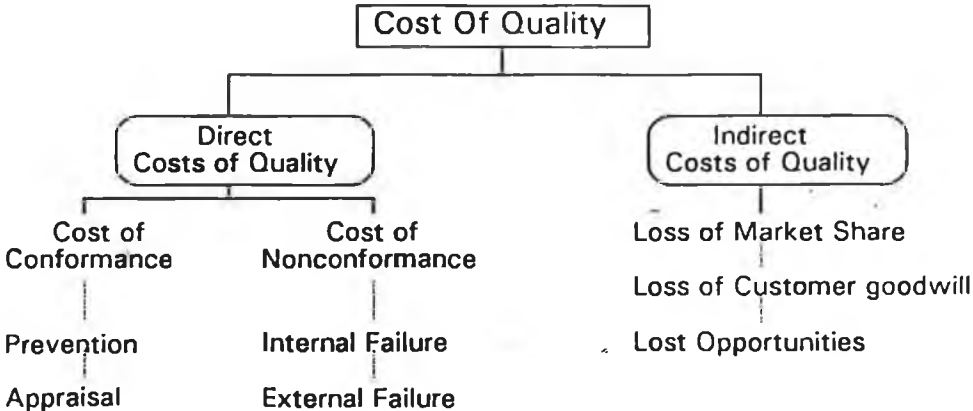 Cost Of Quality
Direct
Costs of Quality
Indirect
Costs of Quality
Cost of
Conformance
Cost of
Nonconformance
Loss of Market Share
Loss of Customer goodwill
Prevention
Internal Failure
Lost Opportunities
Appraisal
External Failure